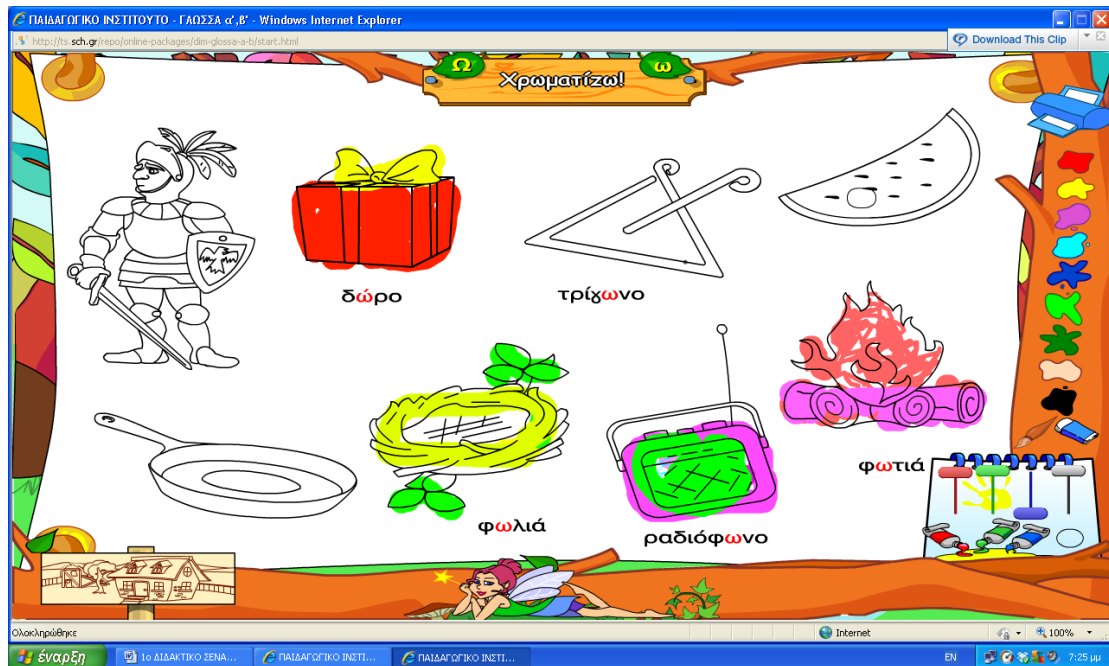 ΠΑΙΔΑΓΩΓΙΚΟ ΙΝΣΤΙΤΟΥΤΟ - ΓΛΩΣΣΑ α',β' - Windows Internet Explorer
http://ts.sch.gr/repo/online-packages/dim-glossa-a-b/start.html
Download This Clip
Ω Χρωματίζω! ω
δώρο
τρίγωνο
φωτιά
φωλιά
ραδιόφωνο
Ολοκληρώθηκε
Internet
100%
έναρξη
1ο ΔΙΔΑΚΤΙΚΟ ΣΕΝΑ...
ΠΑΙΔΑΓΩΓΙΚΟ ΙΝΣΤΙ...
ΠΑΙΔΑΓΩΓΙΚΟ ΙΝΣΤΙ...
EN
7:25 μμ